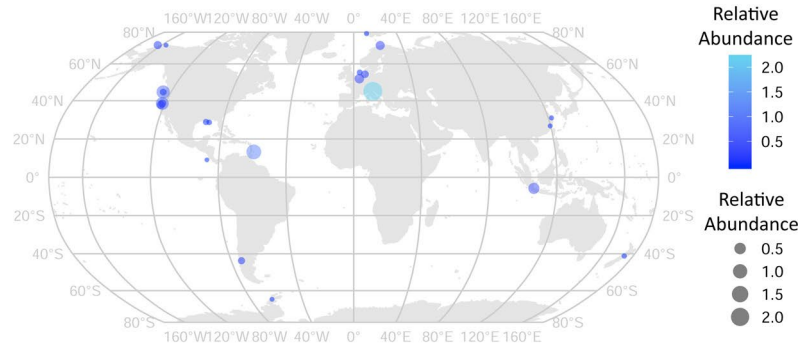 160°W 120°W 80°W 40°W 0° 40°E 80°E 120°E 160°E
80°N 80°N
60°N 60°N
40°N 40°N
20°N 20°N
0° 0°
20°S 20°S
40°S 40°S
60°S 60°S
80°S 80°S
160°W 120°W 80°W 40°W 0° 40°E 80°E 120°E 160°E
Relative
Abundance
2.0
1.5
1.0
0.5
Relative
Abundance
0.5
1.0
1.5
2.0